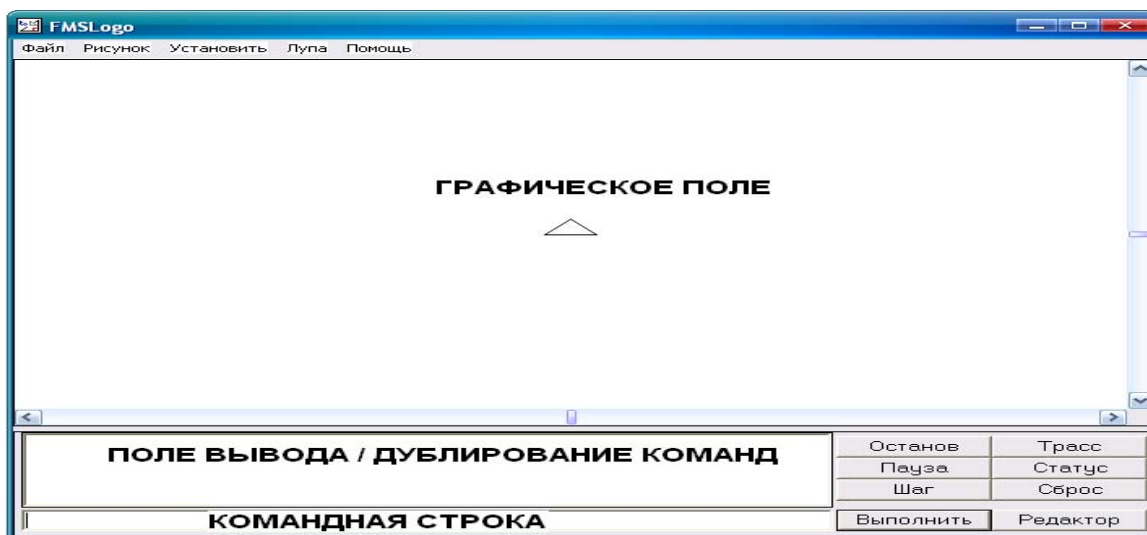 FMSLogo
Файл Рисунок Установить Лупа Помощь
ГРАФИЧЕСКОЕ ПОЛЕ
ПОЛЕ ВЫВОДА / ДУБЛИРОВАНИЕ КОМАНД
Останов Трасс
Пауза Статус
Шаг Сброс
КОМАНДНАЯ СТРОКА
Выполнить Редактор